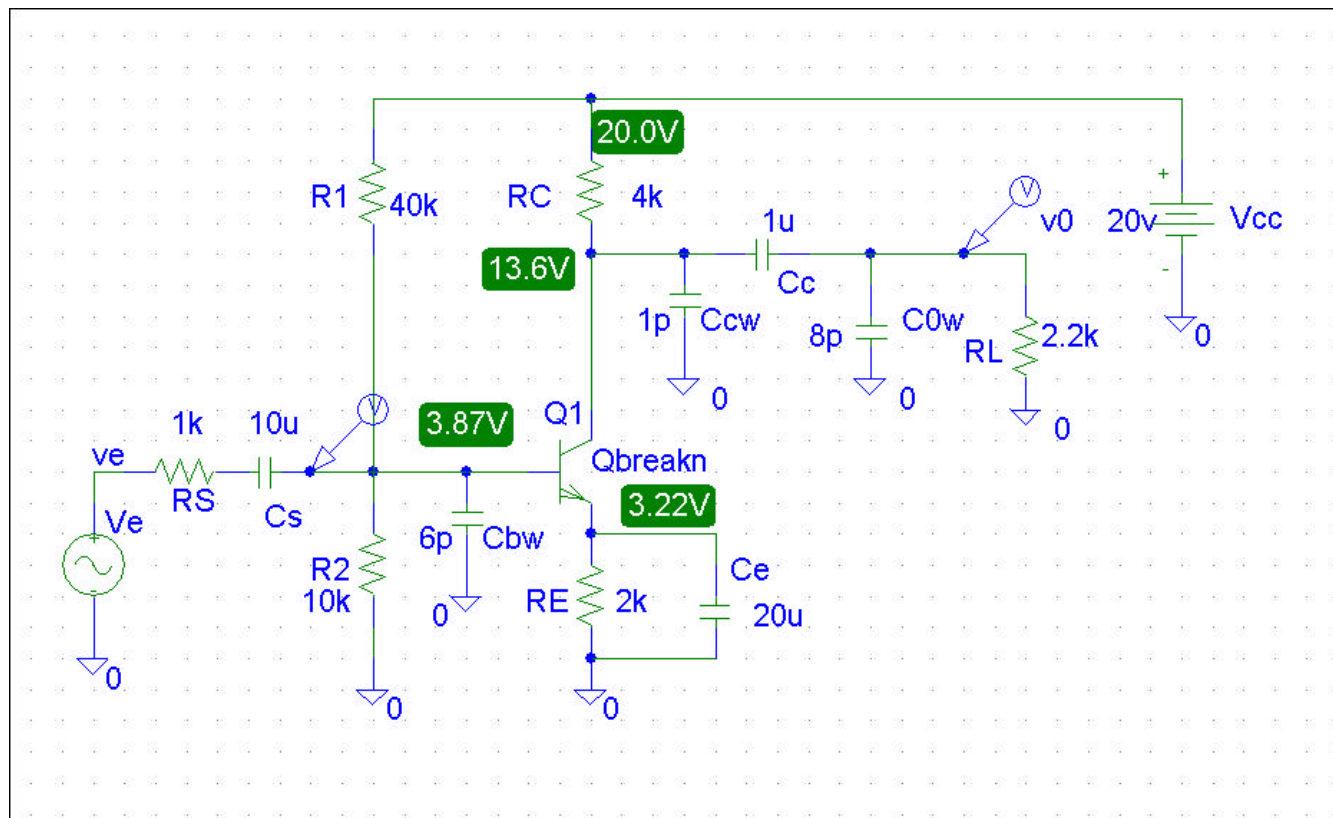 20.0V
R1
40k
RC
4k
1u
v0
20v
+
Vcc
-
13.6V
Cc
1p
Ccw
8p
C0w
RL
2.2k
0
0
0
0
V
V
1k
10u
3.87V
Q1
Qbreakn
ve
RS
Cs
Ve
3.22V
6p
Cbw
R2
10k
0
RE
2k
Ce
20u
0
0
0